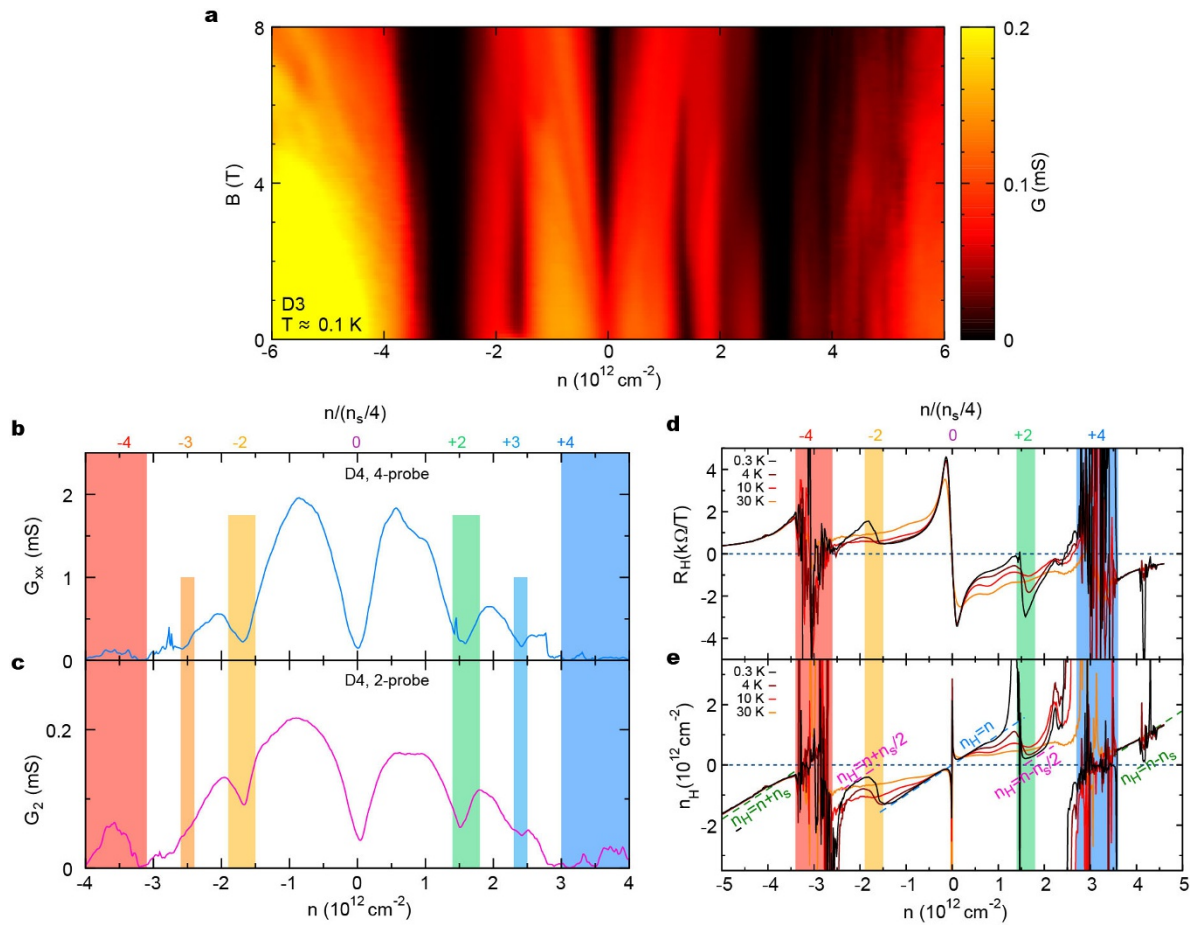 a
8
4
0
B (T)
D3
T ≈ 0.1 K
-6 -4 -2 0 2 4 6
n (10^12 cm^-2)
0.2
0.1
0
G (mS)
n/(n_s/4)
b
-4 -3 -2 0 +2 +3 +4
D4, 4-probe
2
1
0
G_xx (mS)
c
D4, 2-probe
0.2
0
G_2 (mS)
-4 -3 -2 -1 0 1 2 3 4
n (10^12 cm^-2)
n/(n_s/4)
d
-4 -2 0 +2 +4
0.3 K
4 K
10 K
30 K
4
2
0
-2
-4
R_H(kΩ/T)
e
0.3 K
4 K
10 K
30 K
2
0
-2
n_H(10^12 cm^-2)
n_H=n+n_s
n_H=n+n_s/2
n_H=n
n_H=n-n_s/2
n_H=n-n_s
-5 -4 -3 -2 -1 0 1 2 3 4 5
n (10^12 cm^-2)